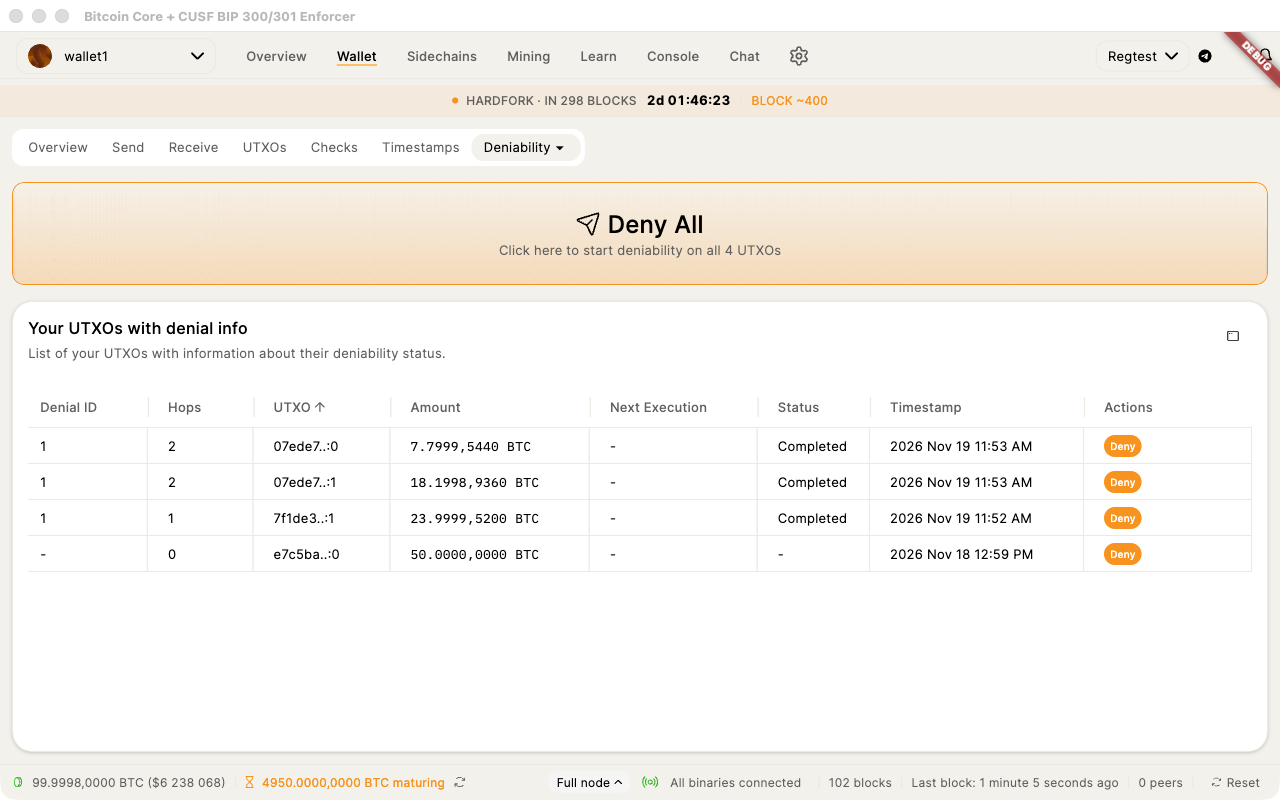 Bitcoin Core + CUSF BIP 300/301 Enforcer
wallet1 Overview Wallet Sidechains Mining Learn Console Chat Regtest DEBUG
HARDFORK · IN 298 BLOCKS 2d 01:46:23 BLOCK ~400
Overview Send Receive UTXOs Checks Timestamps Deniability
Deny All
Click here to start deniability on all 4 UTXOs
Your UTXOs with denial info
List of your UTXOs with information about their deniability status.
Denial ID Hops UTXO ↑ Amount Next Execution Status Timestamp Actions
1 2 07ede7..:0 7.7999,5440 BTC - Completed 2026 Nov 19 11:53 AM Deny
1 2 07ede7..:1 18.1998,9360 BTC - Completed 2026 Nov 19 11:53 AM Deny
1 1 7f1de3..:1 23.9999,5200 BTC - Completed 2026 Nov 19 11:52 AM Deny
- 0 e7c5ba..:0 50.0000,0000 BTC - - 2026 Nov 18 12:59 PM Deny
99.9998,0000 BTC ($6 238 068) 4950.0000,0000 BTC maturing Full node All binaries connected 102 blocks Last block: 1 minute 5 seconds ago 0 peers Reset